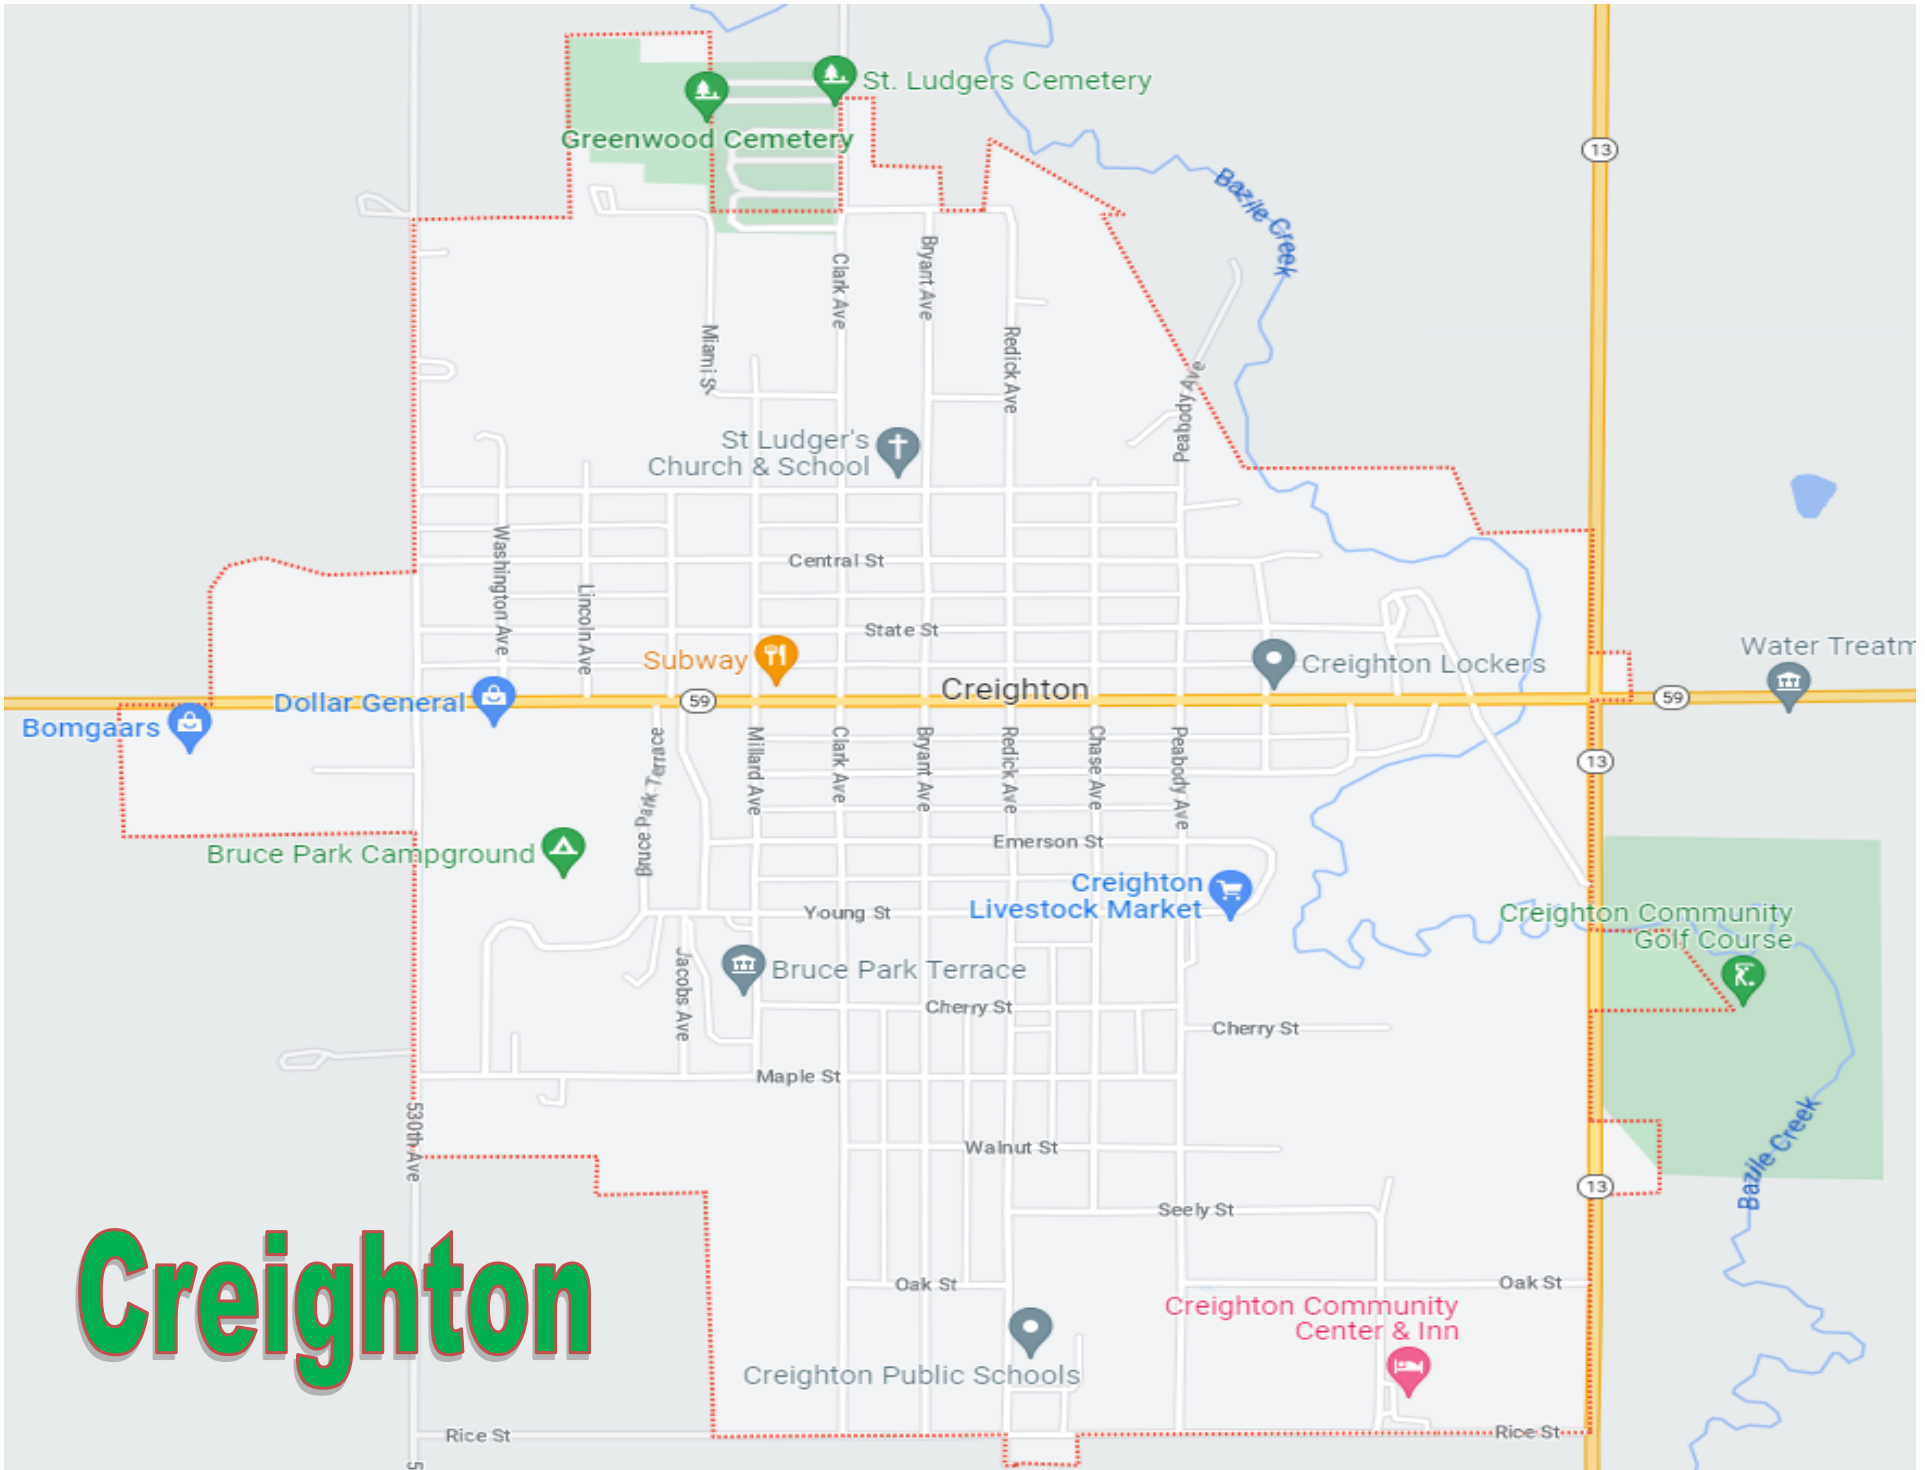 St. Ludgers Cemetery
Greenwood Cemetery
13
Bazile Creek
Clark Ave
Bryant Ave
Miami St
Redick Ave
Peabody Ave
St Ludger's
Church & School
Washington Ave
Central St
Lincoln Ave
State St
Subway
Creighton Lockers
Water Treatm
Creighton
Dollar General
59
59
Bomgaars
Bruce Park Terrace
Millard Ave
Clark Ave
Bryant Ave
Redick Ave
Chase Ave
Peabody Ave
13
Emerson St
Bruce Park Campground
Creighton
Livestock Market
Young St
Creighton Community
Golf Course
Jacobs Ave
Bruce Park Terrace
Cherry St
Cherry St
Maple St
530th Ave
Bazile Creek
Walnut St
13
Seely St
Creighton
Oak St
Oak St
Creighton Community
Center & Inn
Creighton Public Schools
Rice St
Rice St
5